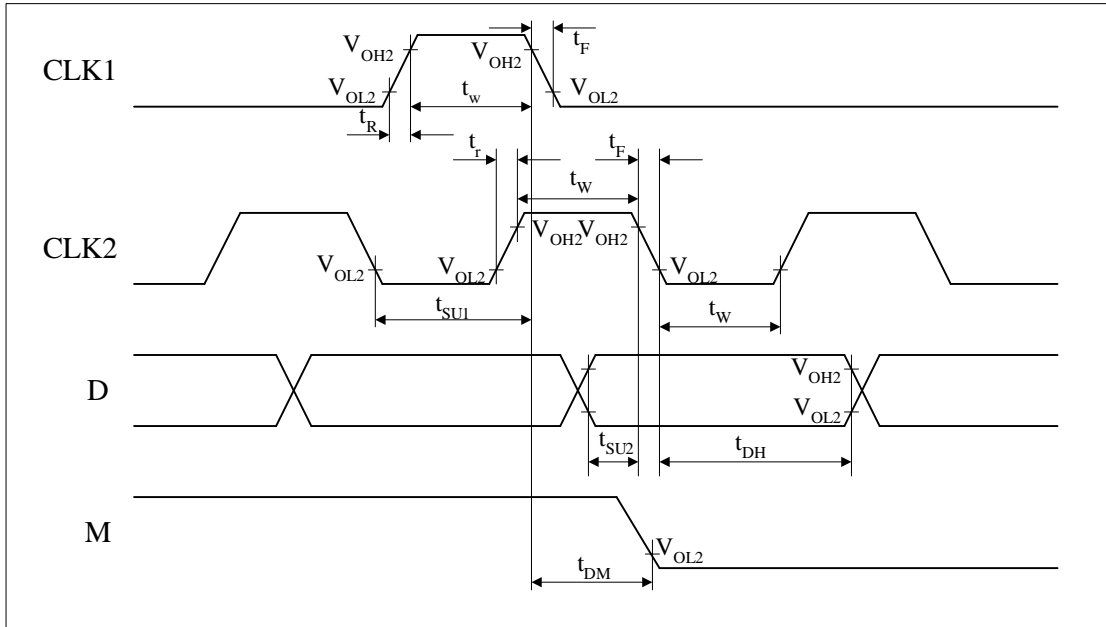 CLK1
V_OH2
V_OH2
t_F
V_OL2
t_w
V_OL2
t_R
t_r
t_F
t_W
CLK2
V_OH2
V_OH2
V_OL2
V_OL2
V_OL2
t_SU1
t_W
D
V_OH2
V_OL2
t_SU2
t_DH
M
V_OL2
t_DM